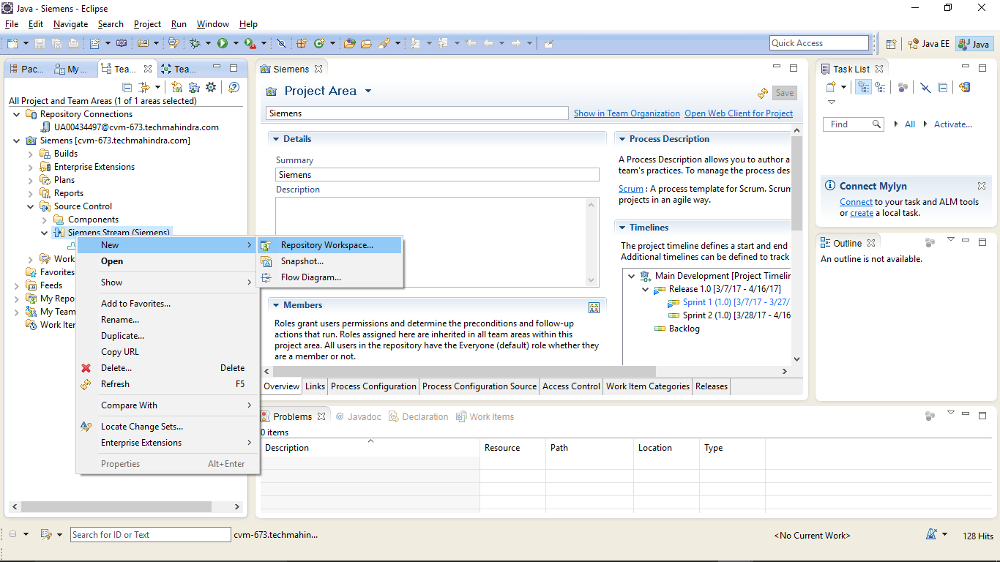 Java - Siemens - Eclipse
File Edit Navigate Search Project Run Window Help
Quick Access
Java EE
Java
Pac...
My ...
Tea...
Tea...
All Project and Team Areas (1 of 1 areas selected)
Repository Connections
UA00434497@cvm-673.techmahindra.com
Siemens [cvm-673.techmahindra.com]
Builds
Enterprise Extensions
Plans
Reports
Source Control
Components
Siemens Stream (Siemens)
Work
Favorites
Feeds
My Repo
My Team
Work Iter
New
Open
Show
Add to Favorites...
Rename...
Duplicate...
Copy URL
Delete... Delete
Refresh F5
Compare With
Locate Change Sets...
Enterprise Extensions
Properties Alt+Enter
Repository Workspace...
Snapshot...
Flow Diagram...
Siemens
Project Area
Save
Siemens
Show in Team Organization Open Web Client for Project
Details
Summary
Siemens
Description
Members
Roles grant users permissions and determine the preconditions and follow-up
actions that run. Roles assigned here are inherited in all team areas within this
project area. All users in the repository have the Everyone (default) role whether they
are a member or not.
Process Description
A Process Description allows you to author a
team's practices. To manage the process des
Scrum : A process template for Scrum. Scrum
projects in an agile way.
Timelines
The project timeline defines a start and end
Additional timelines can be defined to track
Main Development [Project Timelir
Release 1.0 [3/7/17 - 4/16/17]
Sprint 1 (1.0) [3/7/17 - 3/27/
Sprint 2 (1.0) [3/28/17 - 4/16
Backlog
Overview Links Process Configuration Process Configuration Source Access Control Work Item Categories Releases
Problems @ Javadoc Declaration Work Items
0 items
Description Resource Path Location Type
Task List
Find All Activate...
Connect Mylyn
Connect to your task and ALM tools
or create a local task.
Outline
An outline is not available.
Search for ID or Text
cvm-673.techmahin...
<No Current Work>
128 Hits